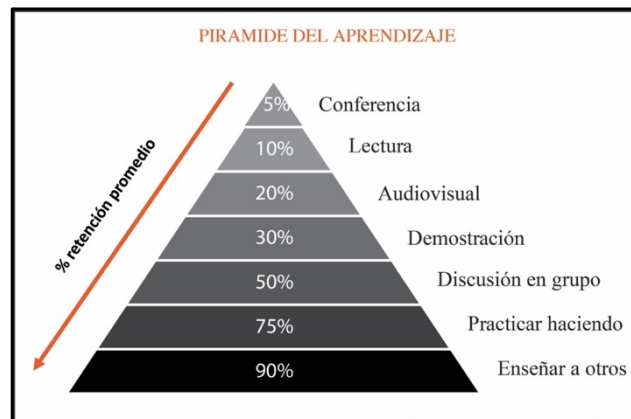 PIRAMIDE DEL APRENDIZAJE
% retención promedio
5% Conferencia
10% Lectura
20% Audiovisual
30% Demostración
50% Discusión en grupo
75% Practicar haciendo
90% Enseñar a otros